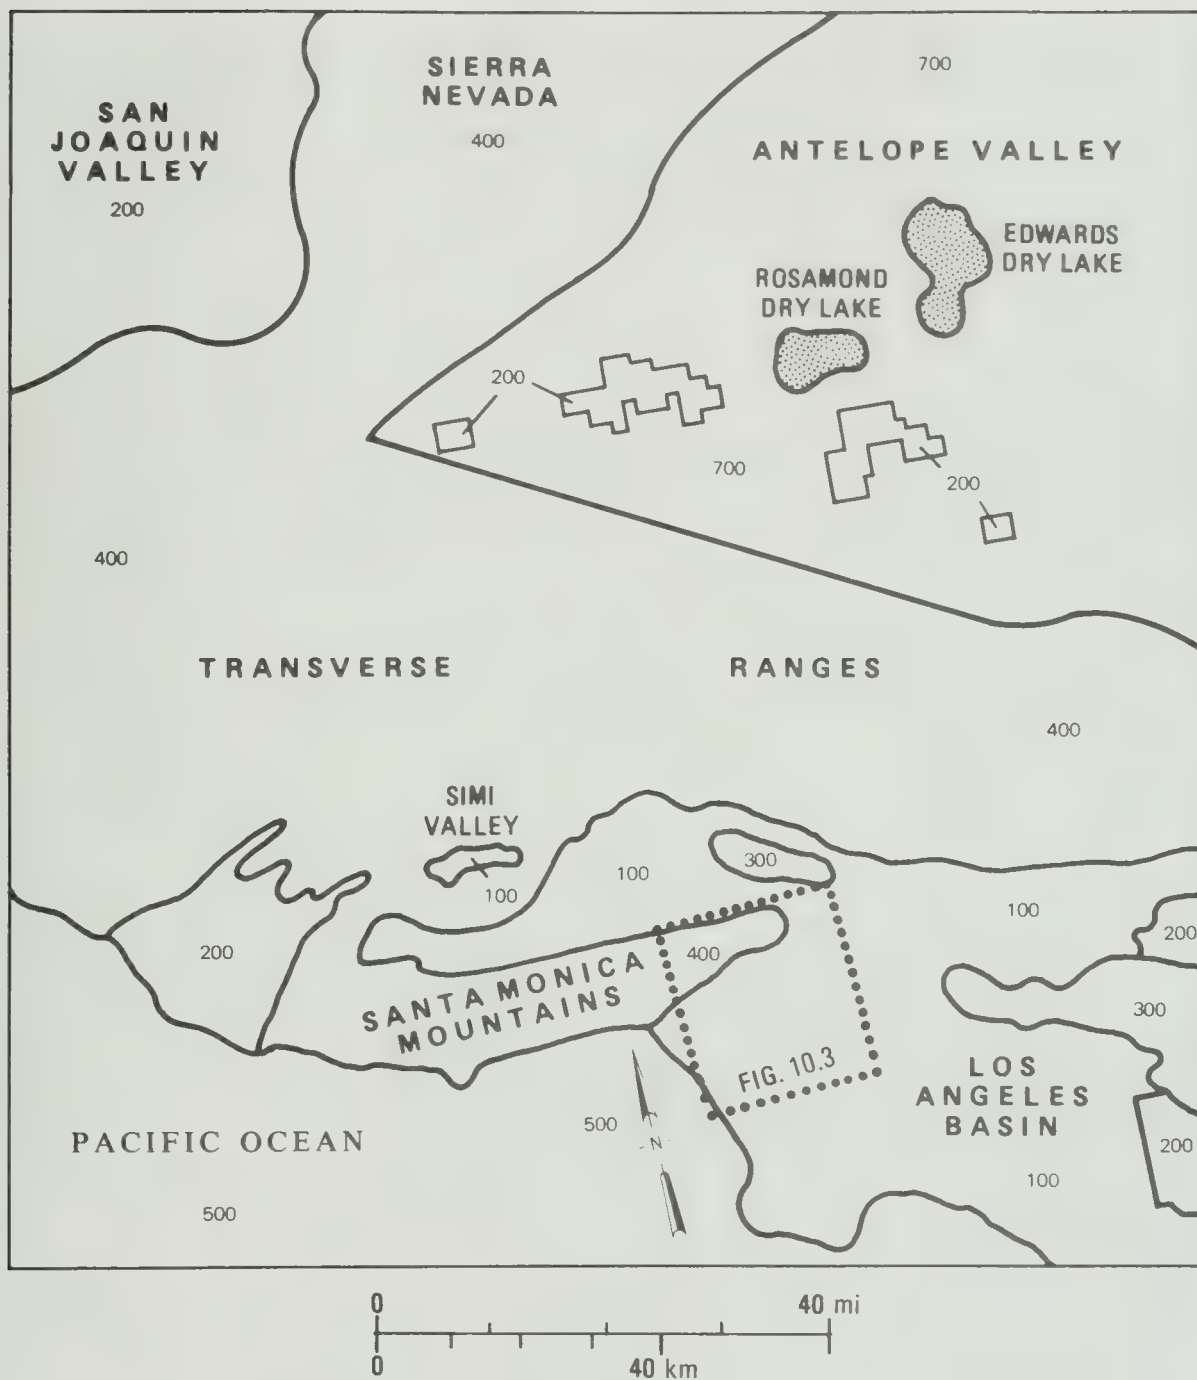 SIERRA
NEVADA
400
700
SAN
JOAQUIN
VALLEY
200
ANTELOPE VALLEY
EDWARDS
DRY LAKE
ROSAMOND
DRY LAKE
200
700
200
400
TRANSVERSE RANGES
400
SIMI
VALLEY
100
100
300
100
200
200
400
SANTA MONICA
MOUNTAINS
300
FIG. 10.3
LOS
ANGELES
BASIN
PACIFIC OCEAN
500
N
200
100
500
0 40 mi
0 40 km